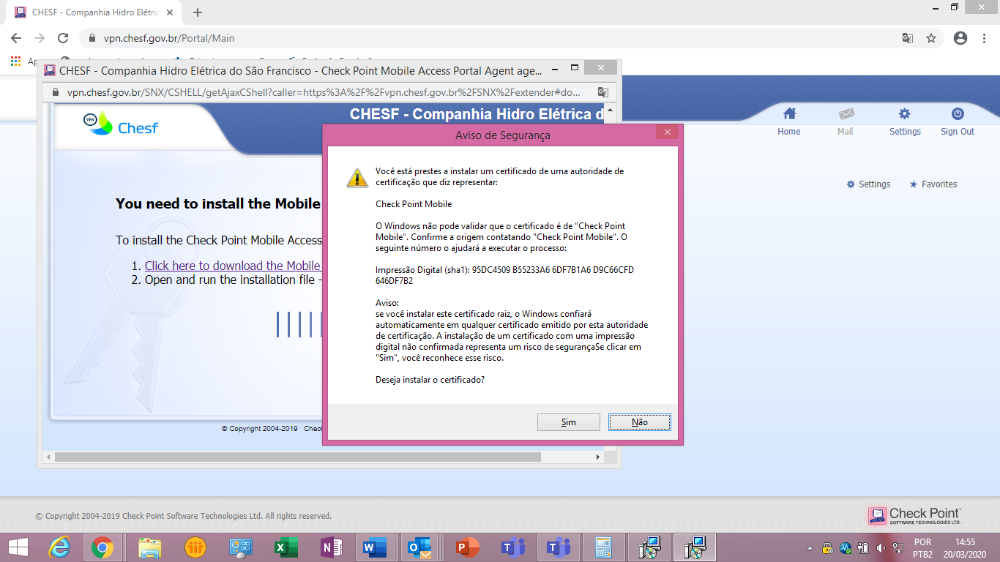 CHESF - Companhia Hidro Elétric
vpn.chesf.gov.br/Portal/Main
CHESF - Companhia Hidro Elétrica do São Francisco - Check Point Mobile Access Portal Agent age...
vpn.chesf.gov.br/SNX/CSHELL/getAjaxCShell?caller=https%3A%2F%2Fvpn.chesf.gov.br%2FSNX%2Fextender#do...
VPN
Chesf
CHESF - Companhia Hidro Elétrica d
Home
Mail
Settings
Sign Out
Settings
Favorites
You need to install the Mobile
To install the Check Point Mobile Access
1. Click here to download the Mobile
2. Open and run the installation file -
© Copyright 2004-2019 Chec
Aviso de Segurança
Você está prestes a instalar um certificado de uma autoridade de
certificação que diz representar:
Check Point Mobile
O Windows não pode validar que o certificado é de "Check Point
Mobile". Confirme a origem contatando "Check Point Mobile". O
seguinte número o ajudará a executar o processo:
Impressão Digital (sha1): 95DC4509 B55233A6 6DF7B1A6 D9C66CFD
646DF7B2
Aviso:
se você instalar este certificado raiz, o Windows confiará
automaticamente em qualquer certificado emitido por esta autoridade
de certificação. A instalação de um certificado com uma impressão
digital não confirmada representa um risco de segurançaSe clicar em
"Sim", você reconhece esse risco.
Deseja instalar o certificado?
Sim
Não
© Copyright 2004-2019 Check Point Software Technologies Ltd. All rights reserved.
Check Point
SOFTWARE TECHNOLOGIES LTD.
POR
PTB2
14:55
20/03/2020